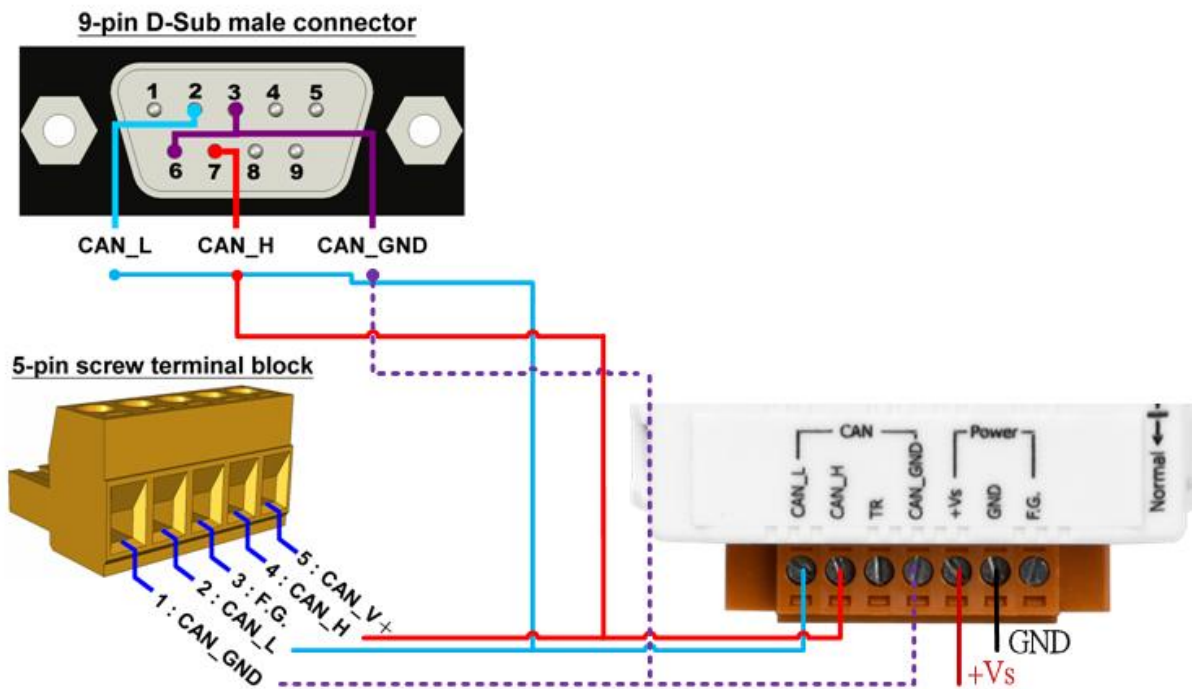 9-pin D-Sub male connector
1 2 3 4 5
6 7 8 9
CAN_L CAN_H CAN_GND
5-pin screw terminal block
1 : CAN_GND
2 : CAN_L
3 : F.G.
4 : CAN_H
5 : CAN_V+
CAN Power
CAN_L
CAN_H
TR
CAN_GND
+Vs
GND
F.G.
Normal
GND
+Vs